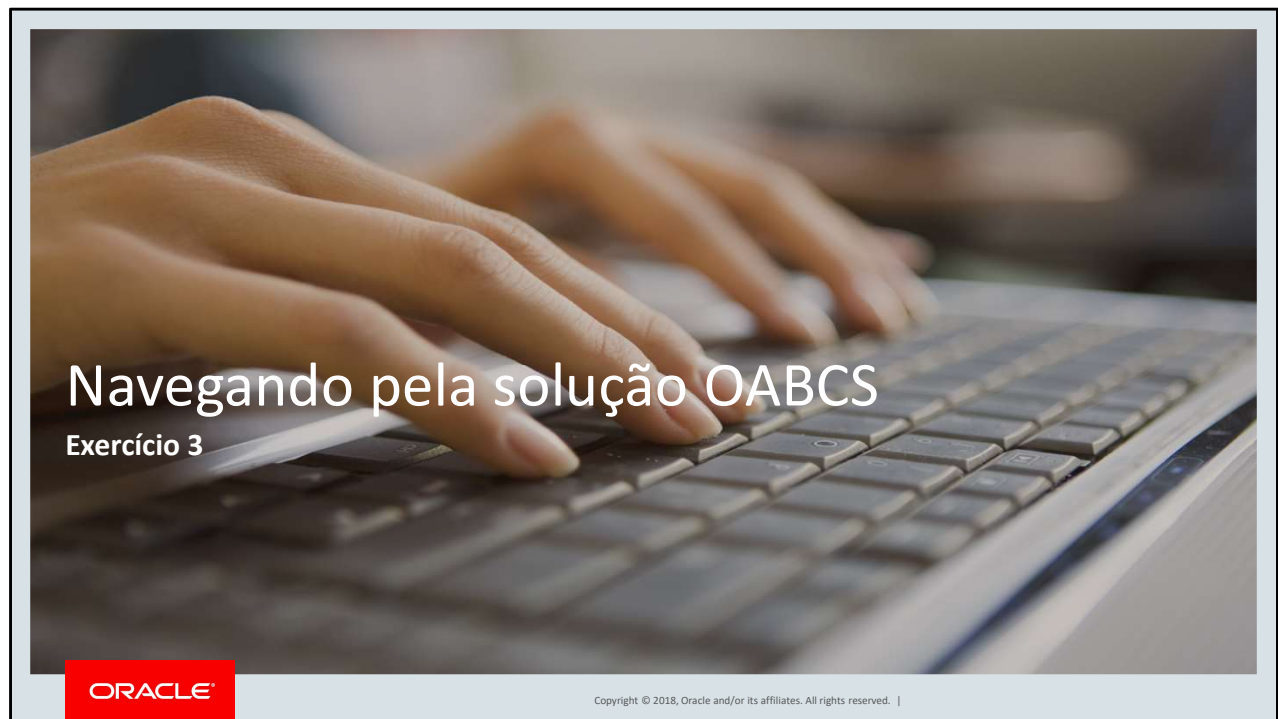 Navegando pela solução OABCS
Exercício 3
ORACLE®
Copyright © 2018, Oracle and/or its affiliates. All rights reserved. |